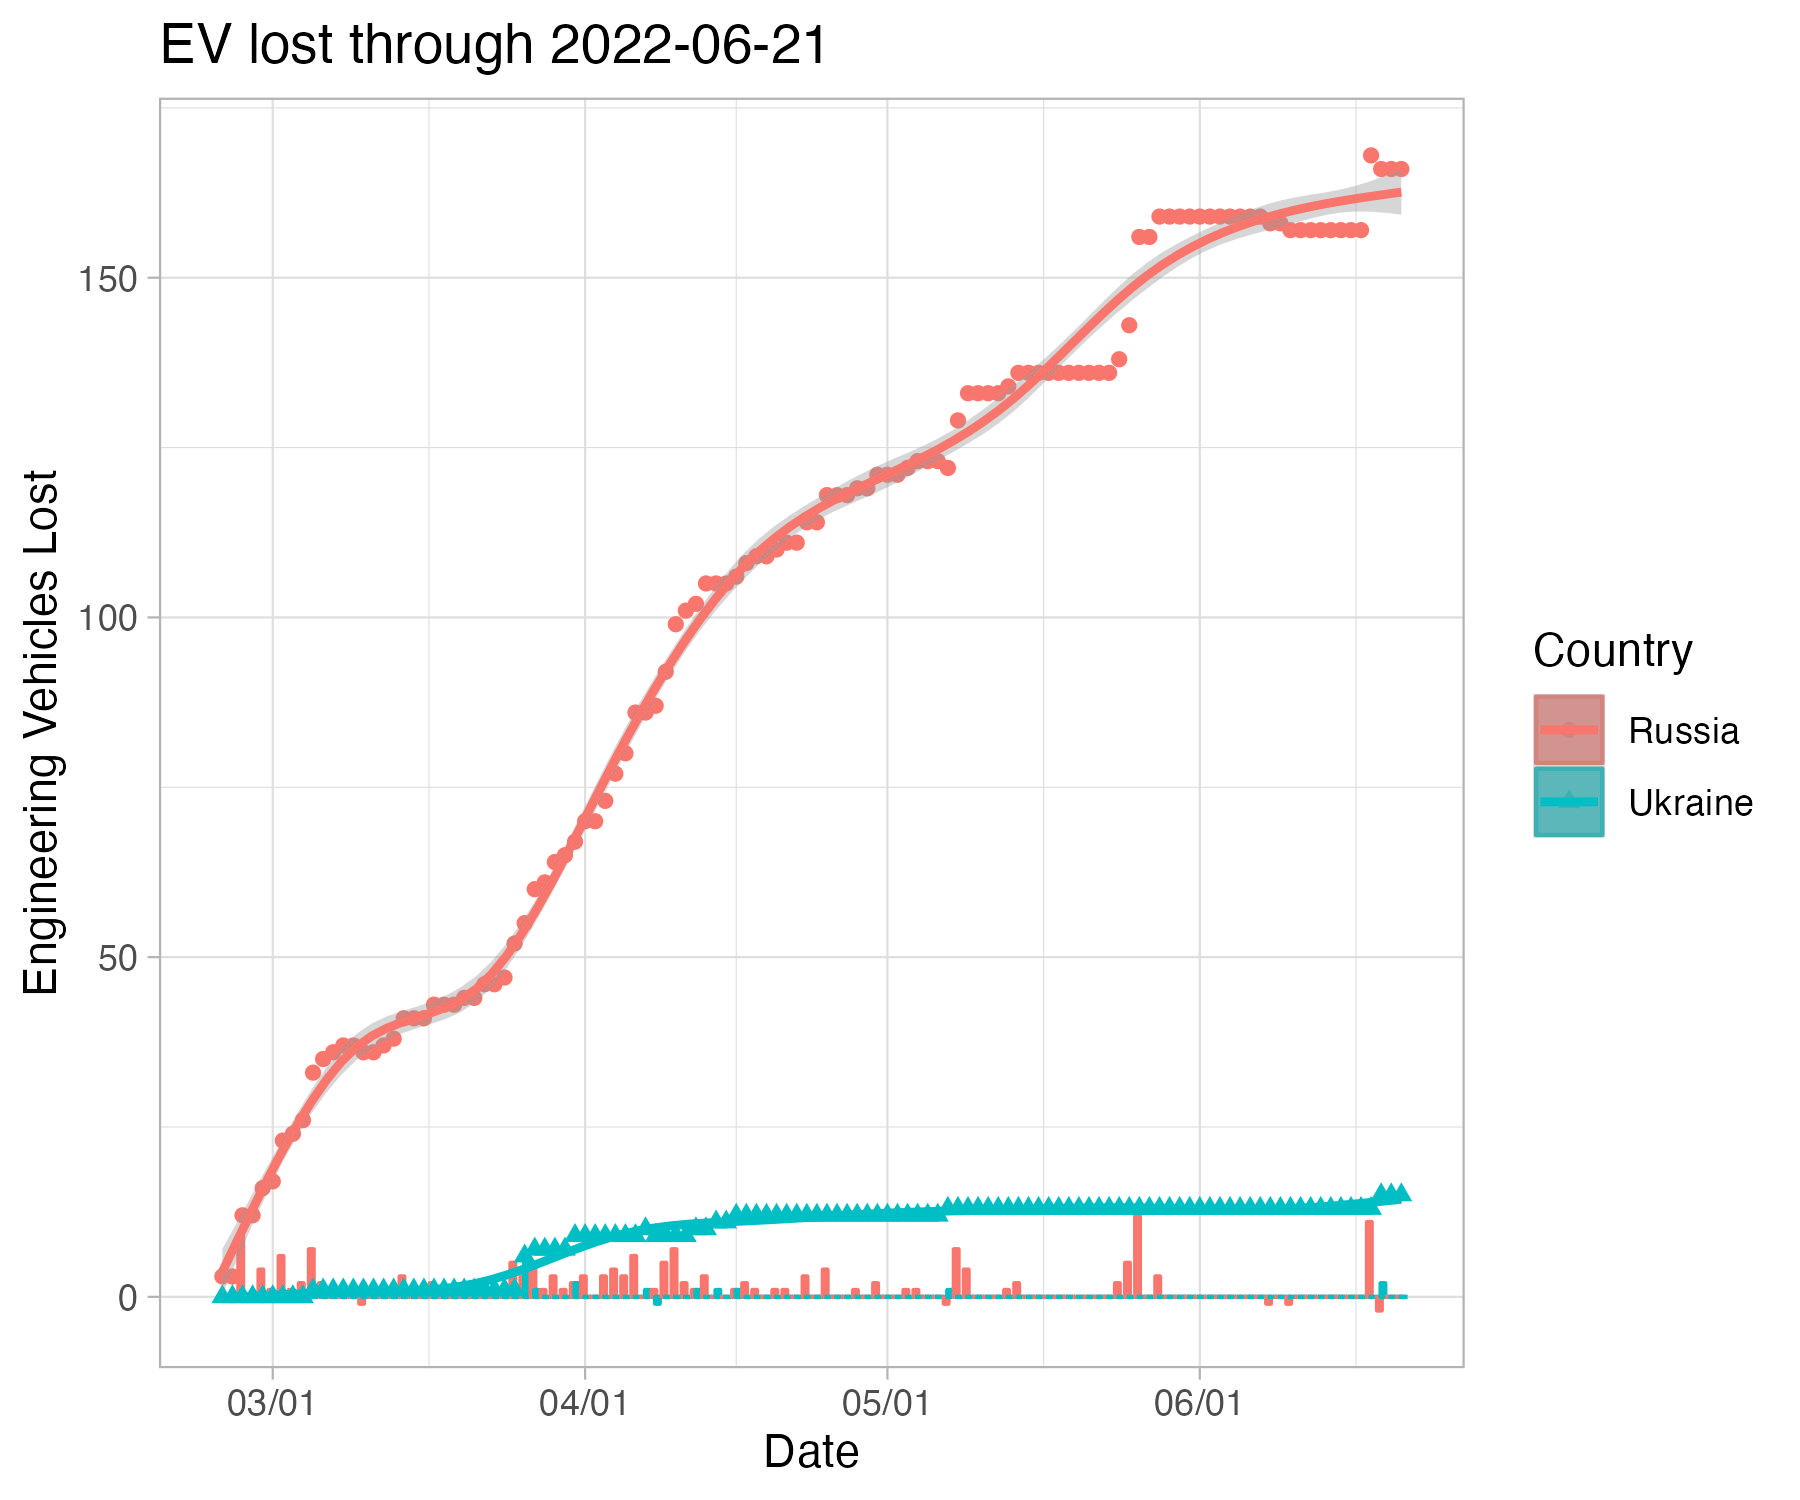 EV lost through 2022-06-21
Engineering Vehicles Lost
150
100
50
0
03/01
04/01
05/01
06/01
Date
Country
Russia
Ukraine